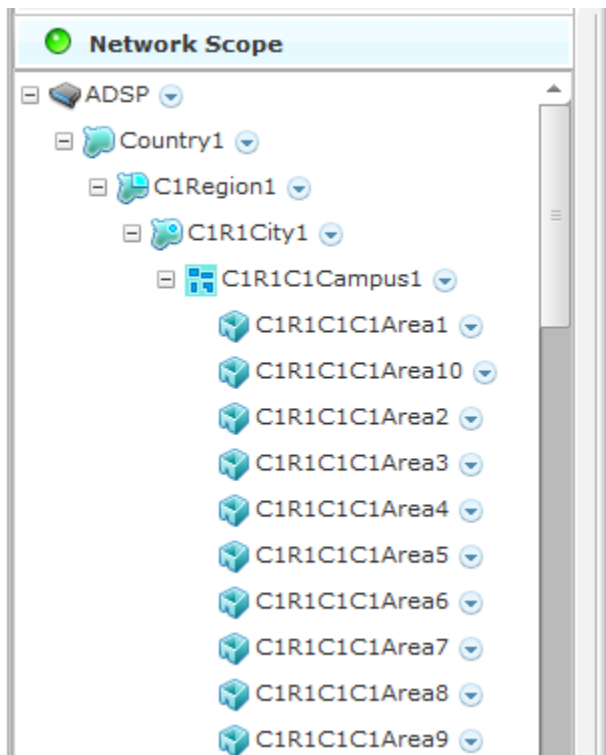 Network Scope
ADSP
Country1
C1Region1
C1R1City1
C1R1C1Campus1
C1R1C1C1Area1
C1R1C1C1Area10
C1R1C1C1Area2
C1R1C1C1Area3
C1R1C1C1Area4
C1R1C1C1Area5
C1R1C1C1Area6
C1R1C1C1Area7
C1R1C1C1Area8
C1R1C1C1Area9